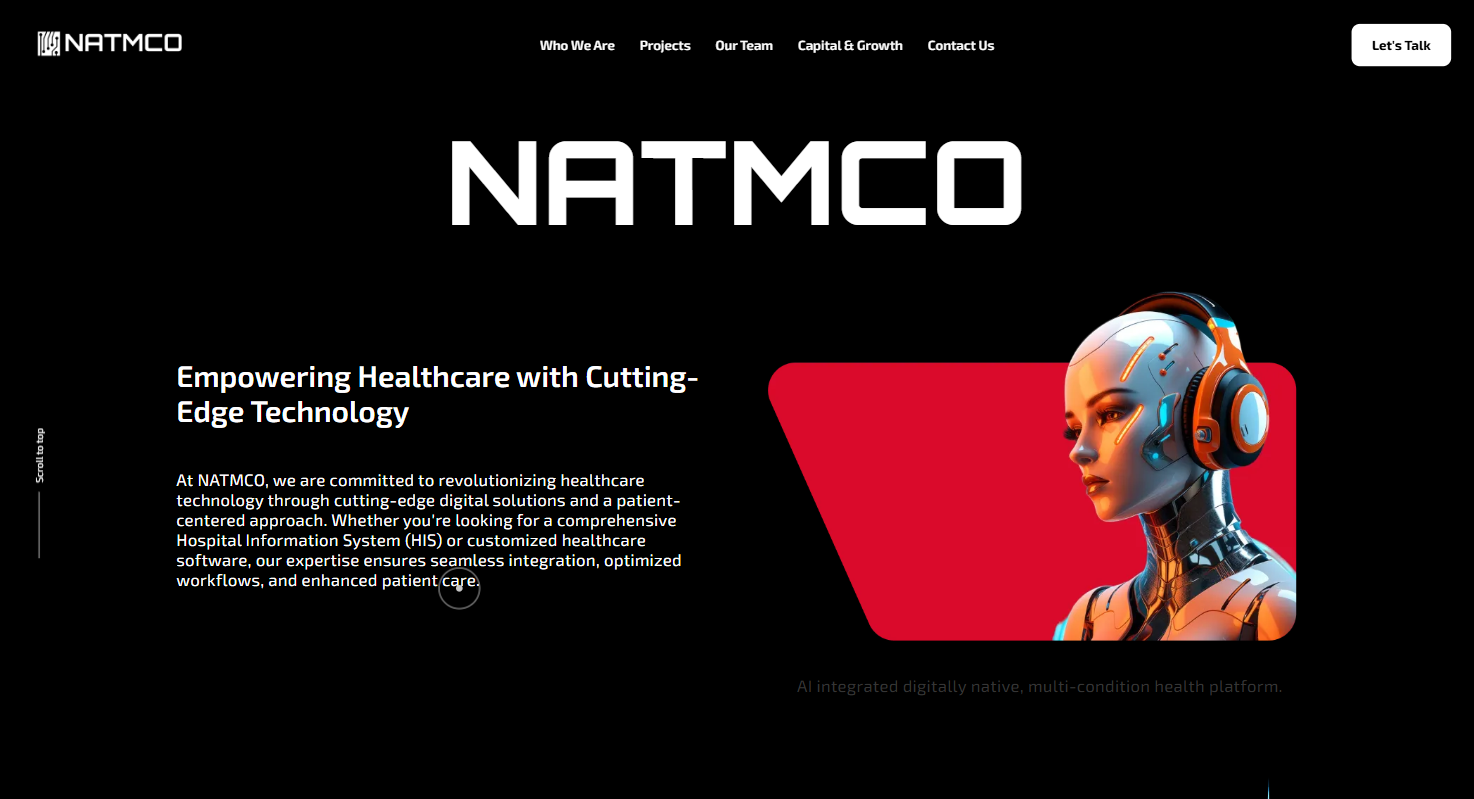 NATMCO
Who We Are
Projects
Our Team
Capital & Growth
Contact Us
Let's Talk
NATMCO
Empowering Healthcare with Cutting-
Edge Technology
At NATMCO, we are committed to revolutionizing healthcare
technology through cutting-edge digital solutions and a patient-
centered approach. Whether you're looking for a comprehensive
Hospital Information System (HIS) or customized healthcare
software, our expertise ensures seamless integration, optimized
workflows, and enhanced patient care.
Scroll to top
AI integrated digitally native, multi-condition health platform.